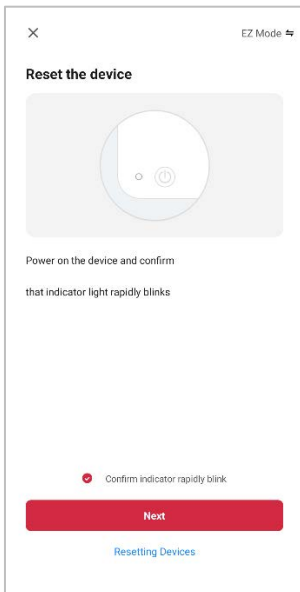 EZ Mode
Reset the device
Power on the device and confirm
that indicator light rapidly blinks
Confirm indicator rapidly blink
Next
Resetting Devices